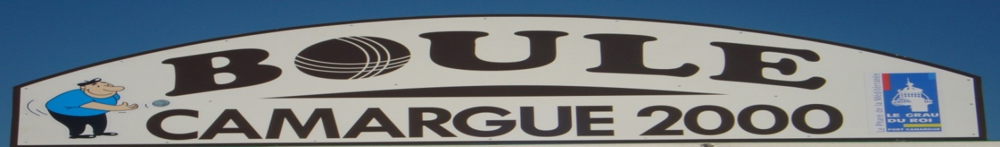 BOULE
CAMARGUE 2000
Le Phare de la Méditerranée
LE GRAU
DU ROI
PORT CAMARGUE